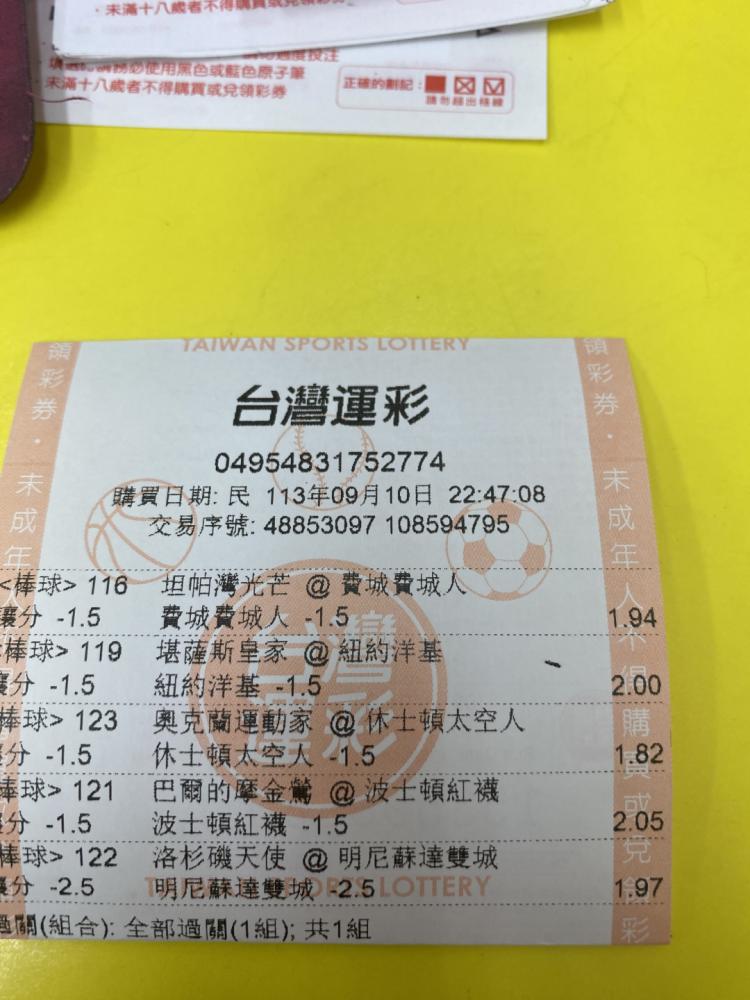 未滿十八歲者不得購買或兌領彩券
務必使用黑色或藍色原子筆
未滿十八歲者不得購買或兌領彩券
正確的劃記：
請勿超出格線
TAIWAN SPORTS LOTTERY
台灣運彩
04954831752774
購買日期: 民 113年09月10日 22:47:08
交易序號: 48853097 108594795
<棒球> 116 坦帕灣光芒 @ 費城費城人
讓分 -1.5 費城費城人 -1.5 1.94
棒球> 119 堪薩斯皇家 @ 紐約洋基
讓分 -1.5 紐約洋基 -1.5 2.00
棒球> 123 奧克蘭運動家 @ 休士頓太空人
分 -1.5 休士頓太空人 -1.5 1.82
棒球> 121 巴爾的摩金鶯 @ 波士頓紅襪
分 -1.5 波士頓紅襪 -1.5 2.05
棒球> 122 洛杉磯天使 @ 明尼蘇達雙城
讓分 -2.5 明尼蘇達雙城 -2.5 1.97
過關(組合): 全部過關(1組); 共1組
TAIWAN SPORTS LOTTERY
台灣運彩
領彩券・未成年
領彩券・未成年人不得購買或兌領彩